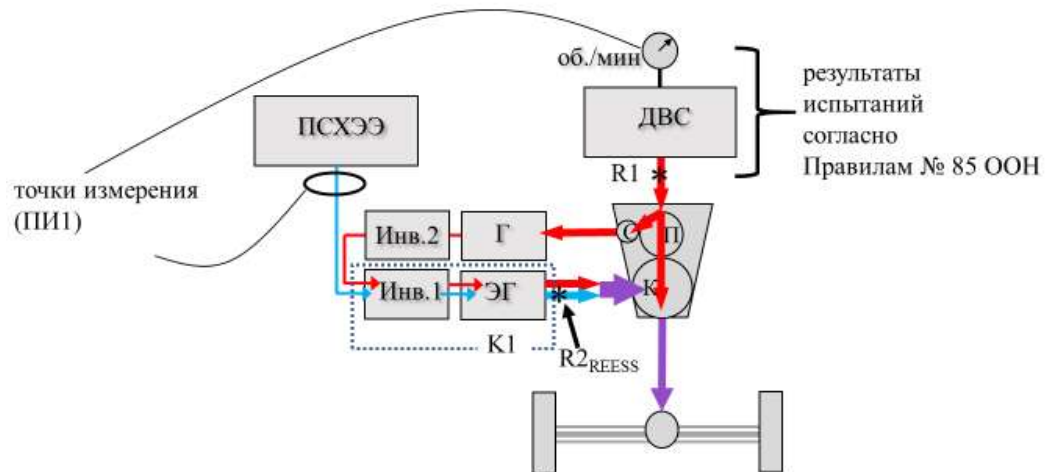 об./мин
результаты
испытаний
согласно
Правилам № 85 ООН
ПСХЭЭ
ДВС
точки измерения
(ПИ1)
R1
Инв.2
Г
С
П
Инв.1
ЭГ
К
K1
R2REESS